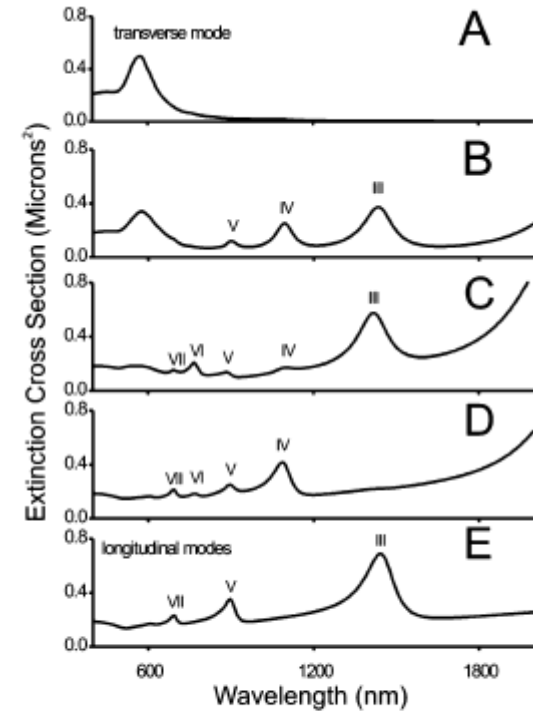 0.8
transverse mode
A
0.4
0.0
0.8
B
III
0.4
IV
V
0.0
0.8
C
III
0.4
VII
VI
V
IV
0.0
0.8
D
IV
0.4
VII
VI
V
0.0
0.8
longitudinal modes
III
E
0.4
VII
V
0.0
600
1200
1800
Wavelength (nm)
Extinction Cross Section (Microns²)